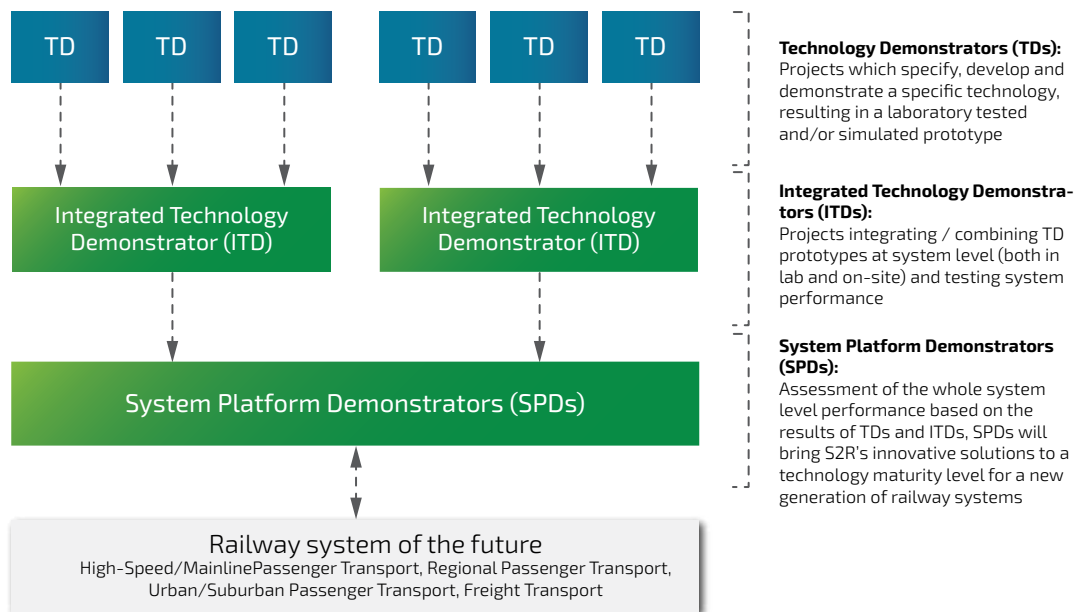 TD TD TD TD TD TD
Integrated Technology
Demonstrator (ITD)
Integrated Technology
Demonstrator (ITD)
System Platform Demonstrators (SPDs)
Railway system of the future
High-Speed/MainlinePassenger Transport, Regional Passenger Transport,
Urban/Suburban Passenger Transport, Freight Transport
Technology Demonstrators (TDs):
Projects which specify, develop and
demonstrate a specific technology,
resulting in a laboratory tested
and/or simulated prototype
Integrated Technology Demonstra-
tors (ITDs):
Projects integrating / combining TD
prototypes at system level (both in
lab and on-site) and testing system
performance
System Platform Demonstrators
(SPDs):
Assessment of the whole system
level performance based on the
results of TDs and ITDs, SPDs will
bring S2R’s innovative solutions to a
technology maturity level for a new
generation of railway systems